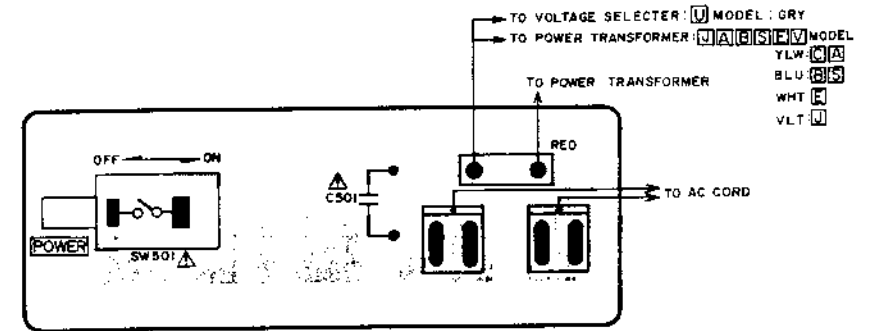 TO VOLTAGE SELECTER: U MODEL: GRY
TO POWER TRANSFORMER: J A B S E V MODEL
YLW: C A
BLU: B S
WHT E
VLT: J
TO POWER TRANSFORMER
RED
OFF ON
C501
TO AC CORD
POWER
SW501